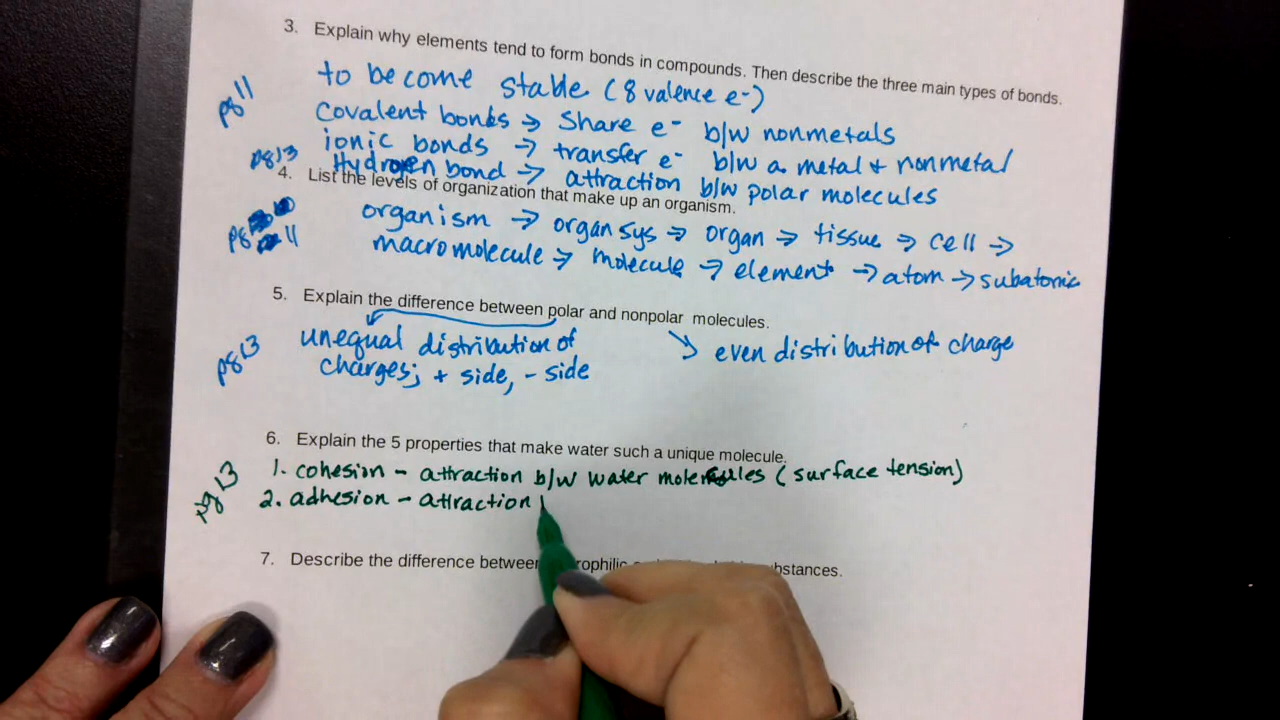 3. Explain why elements tend to form bonds in compounds. Then describe the three main types of bonds.
pg 11 to become stable (8 valence e-)
covalent bonds → Share e- b/w nonmetals
ionic bonds → transfer e- b/w a metal + nonmetal
pg 13 Hydrogen bond → attraction b/w polar molecules
4. List the levels of organization that make up an organism.
organism → organ sys → organ → tissue → cell →
pg 11 macromolecule → molecule → element → atom → subatomic
5. Explain the difference between polar and nonpolar molecules.
pg 13 unequal distribution of
charges; + side, - side
→ even distribution of charge
6. Explain the 5 properties that make water such a unique molecule.
pg 13 1. cohesion - attraction b/w water molecules (surface tension)
2. adhesion - attraction
7. Describe the difference between